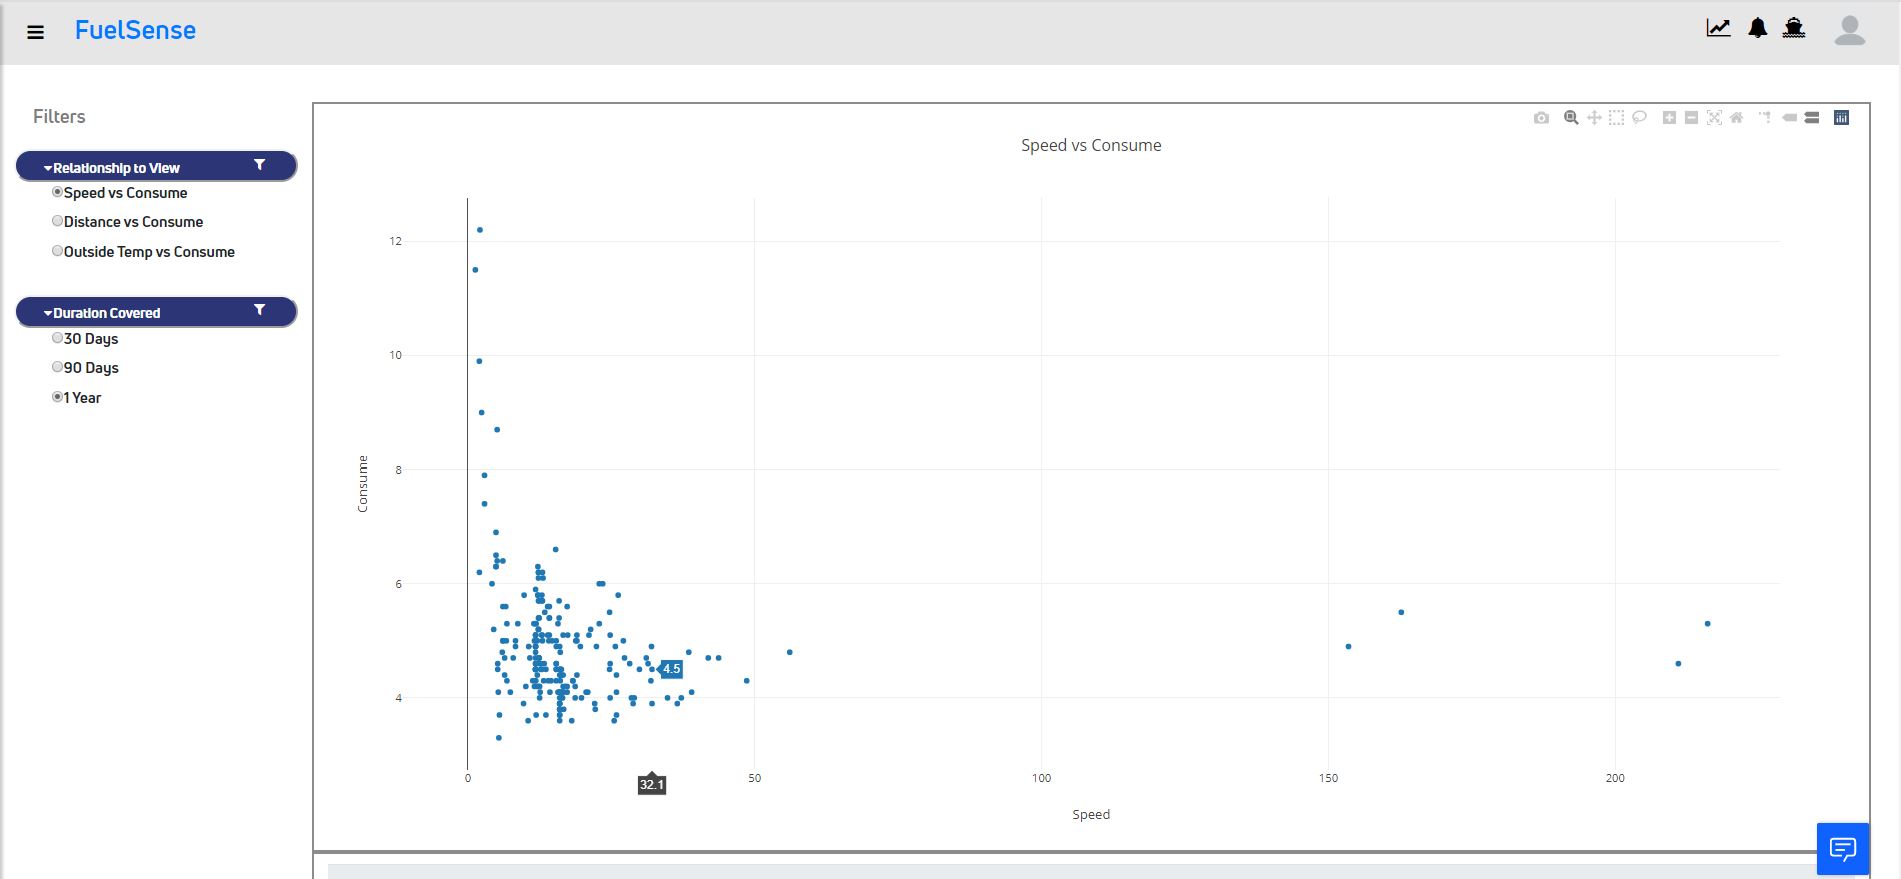 FuelSense
Filters
Relationship to View
Speed vs Consume
Distance vs Consume
Outside Temp vs Consume
Duration Covered
30 Days
90 Days
1 Year
Speed vs Consume
Consume
12
10
8
6
4
4.5
0
50
100
150
200
32.1
Speed